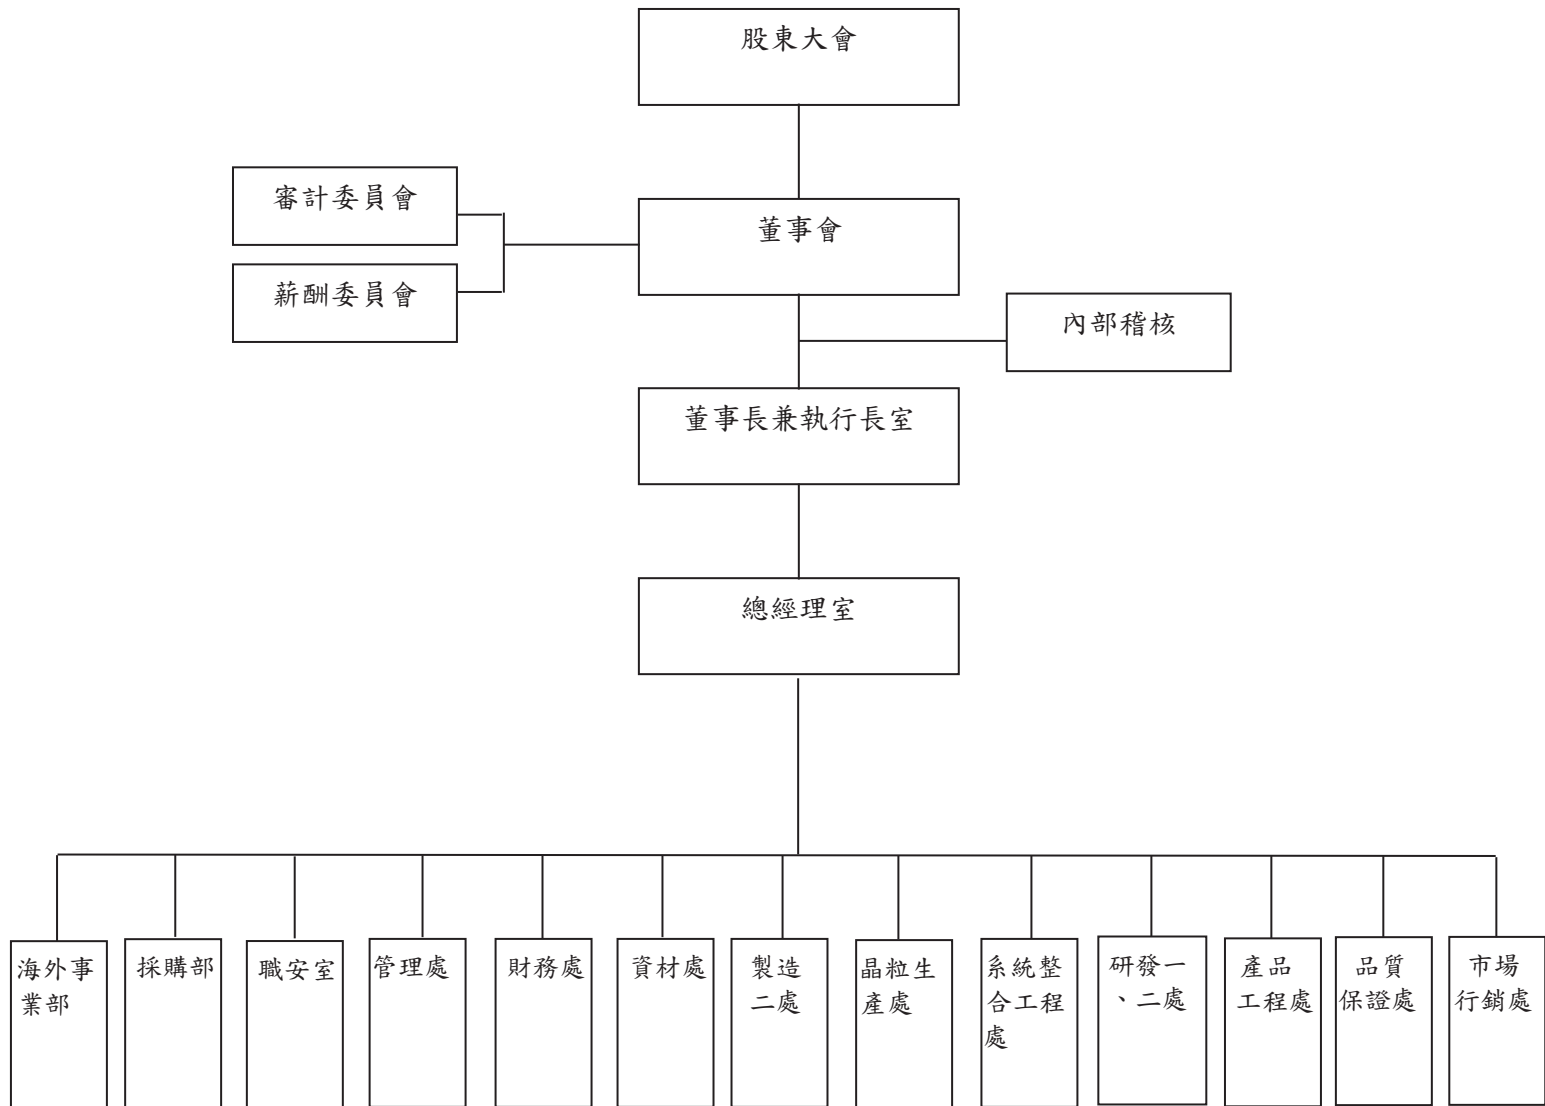 股東大會
審計委員會
董事會
薪酬委員會
內部稽核
董事長兼執行長室
總經理室
海外事
業部
採購部
職安室
管理處
財務處
資材處
製造
二處
晶粒生
產處
系統整
合工程
處
研發一
、二處
產品
工程處
品質
保證處
市場
行銷處